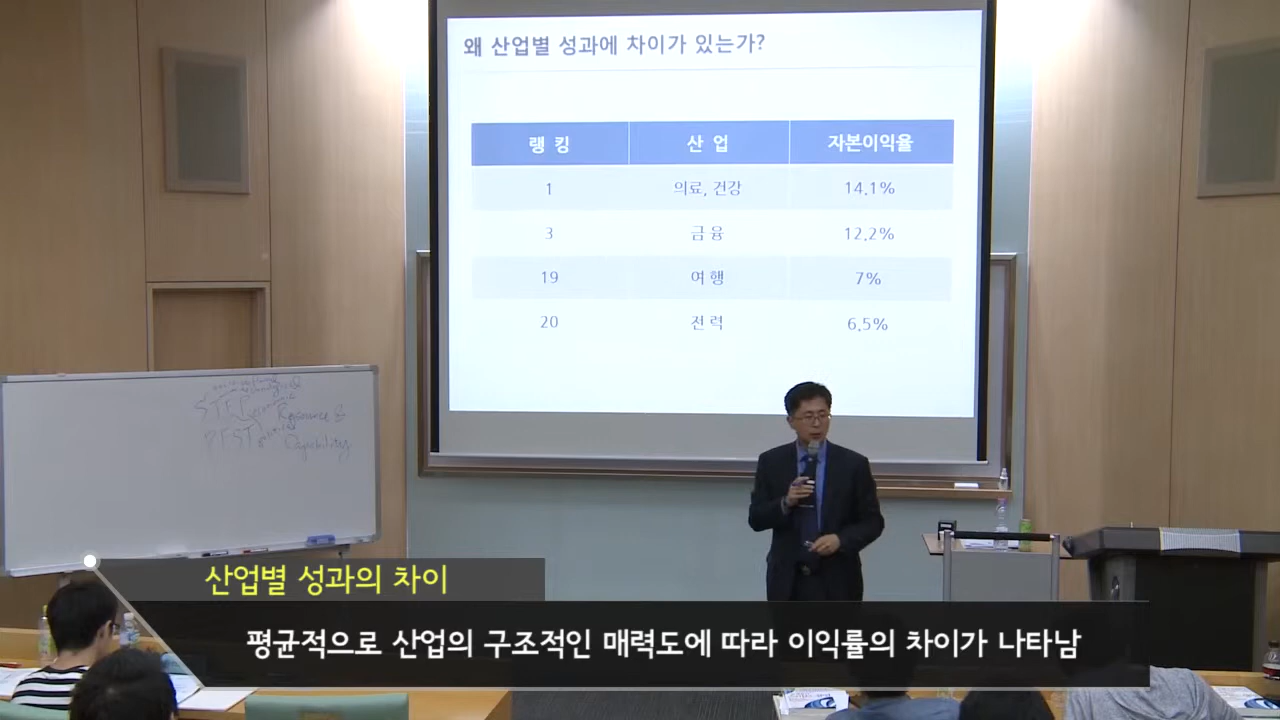 왜 산업별 성과에 차이가 있는가?
랭 킹 산 업 자본이익율
1 의료, 건강 14.1%
3 금 융 12.2%
19 여 행 7%
20 전 력 6.5%
STEP
Resource &
PEST
Capability
산업별 성과의 차이
평균적으로 산업의 구조적인 매력도에 따라 이익률의 차이가 나타남